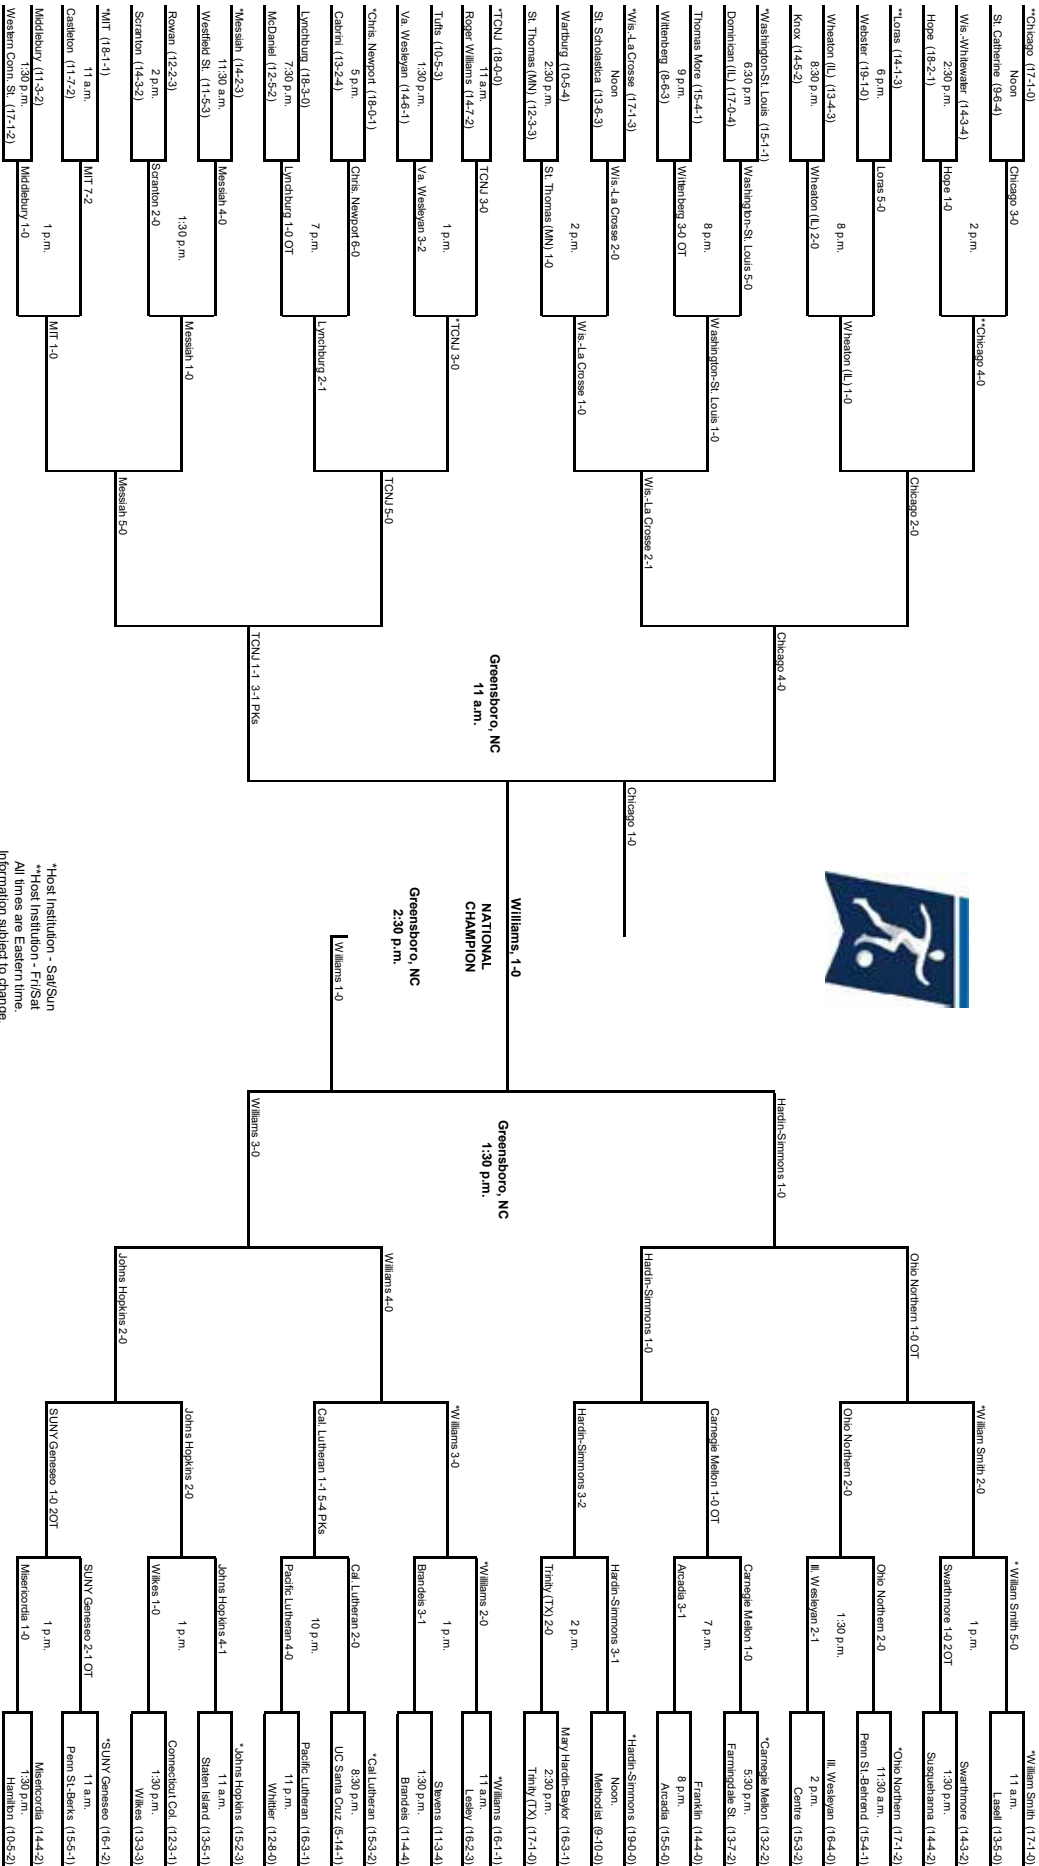 **Chicago (17-1-0)
Noon
St. Catherine (9-6-4)
Wis.-Whitewater (14-3-4)
2:30 p.m.
Hope (18-2-1)
**Loras (14-1-3)
6 p.m.
Webster (19-1-0)
Wheaton (IL) (13-4-3)
8:30 p.m.
Knox (14-5-2)
*Washington-St. Louis (15-1-1)
6:30 p.m
Dominican (IL) (17-0-4)
Thomas More (15-4-1)
9 p.m.
Wittenberg (8-6-3)
*Wis.-La Crosse (17-1-3)
Noon
St. Scholastica (13-6-3)
Wartburg (10-5-4)
2:30 p.m.
St. Thomas (MN) (12-3-3)
*TCNJ (18-0-0)
11 a.m.
Roger Williams (14-7-2)
Tufts (10-5-3)
1:30 p.m.
Va. Wesleyan (14-6-1)
*Chris. Newport (18-0-1)
5 p.m.
Cabrini (13-2-4)
Lynchburg (18-3-0)
7:30 p.m.
McDaniel (12-5-2)
*Messiah (14-2-3)
11:30 a.m.
Westfield St. (11-5-3)
Rowan (12-2-3)
2 p.m.
Scranton (14-3-2)
*MIT (18-1-1)
11 a.m.
Castleton (11-7-2)
Middlebury (11-3-2)
1:30 p.m.
Western Conn. St. (17-1-2)
Chicago 3-0
2 p.m.
Hope 1-0
Loras 5-0
8 p.m.
Wheaton (IL) 2-0
Washington-St. Louis 5-0
8 p.m.
Wittenberg 3-0 OT
Wis.-La Crosse 2-0
2 p.m.
St. Thomas (MN) 1-0
TCNJ 3-0
1 p.m.
Va. Wesleyan 3-2
Chris. Newport 6-0
7 p.m.
Lynchburg 1-0 OT
Messiah 4-0
1:30 p.m.
Scranton 2-0
MIT 7-2
1 p.m.
Middlebury 1-0
**Chicago 4-0
Wheaton (IL) 1-0
Washington-St. Louis 1-0
Wis.-La Crosse 1-0
*TCNJ 3-0
Lynchburg 2-1
Messiah 1-0
MIT 1-0
Chicago 2-0
Wis.-La Crosse 2-1
TCNJ 5-0
Messiah 5-0
Chicago 4-0
Greensboro, NC
11 a.m.
TCNJ 1-1 3-1 PKs
Chicago 1-0
Williams, 1-0
NATIONAL
CHAMPION
Greensboro, NC
2:30 p.m.
Williams 1-0
*Host Institution - Sat/Sun
**Host Institution - Fri/Sat
All times are Eastern time.
Information subject to change.
Hardin-Simmons 1-0
Greensboro, NC
1:30 p.m.
Williams 3-0
Ohio Northern 1-0 OT
Hardin-Simmons 1-0
Williams 4-0
Johns Hopkins 2-0
*William Smith 2-0
Ohio Northern 2-0
Carnegie Mellon 1-0 OT
Hardin-Simmons 3-2
*Williams 3-0
Cal. Lutheran 1-1 5-4 PKs
Johns Hopkins 2-0
SUNY Geneseo 1-0 2OT
* William Smith 5-0
1 p.m.
Swarthmore 1-0 2OT
Ohio Northern 2-0
1:30 p.m.
Ill. Wesleyan 2-1
Carnegie Mellon 1-0
7 p.m.
Arcadia 3-1
Hardin-Simmons 3-1
2 p.m.
Trinity (TX) 2-0
*Williams 2-0
1 p.m.
Brandeis 3-1
Cal. Lutheran 2-0
10 p.m.
Pacific Lutheran 4-0
Johns Hopkins 4-1
1 p.m.
Wilkes 1-0
SUNY Geneseo 2-1 OT
1 p.m.
Misericordia 1-0
*William Smith (17-1-0)
11 a.m.
Lasell (13-5-0)
Swarthmore (14-3-2)
1:30 p.m.
Susquehanna (14-4-2)
*Ohio Northern (17-1-2)
11:30 a.m.
Penn St.-Behrend (15-4-1)
Ill. Wesleyan (16-4-0)
2 p.m.
Centre (15-3-2)
*Carnegie Mellon (13-2-2)
5:30 p.m.
Farmingdale St. (13-7-2)
Franklin (14-4-0)
8 p.m.
Arcadia (15-5-0)
*Hardin-Simmons (19-0-0)
Noon.
Methodist (9-10-0)
Mary Hardin-Baylor (16-3-1)
2:30 p.m.
Trinity (TX) (17-1-0)
*Williams (16-1-1)
11 a.m.
Lesley (16-2-3)
Stevens (11-3-4)
1:30 p.m.
Brandeis (11-4-4)
*Cal Lutheran (15-3-2)
8:30 p.m.
UC Santa Cruz (5-14-1)
Pacific Lutheran (16-3-1)
11 p.m.
Whittier (12-8-0)
*Johns Hopkins (15-2-3)
11 a.m.
Staten Island (13-5-1)
Connecticut Col. (12-3-1)
1:30 p.m.
Wilkes (13-3-3)
*SUNY Geneseo (16-1-2)
11 a.m.
Penn St.-Berks (15-5-1)
Misericordia (14-4-2)
1:30 p.m.
Hamilton (10-5-2)